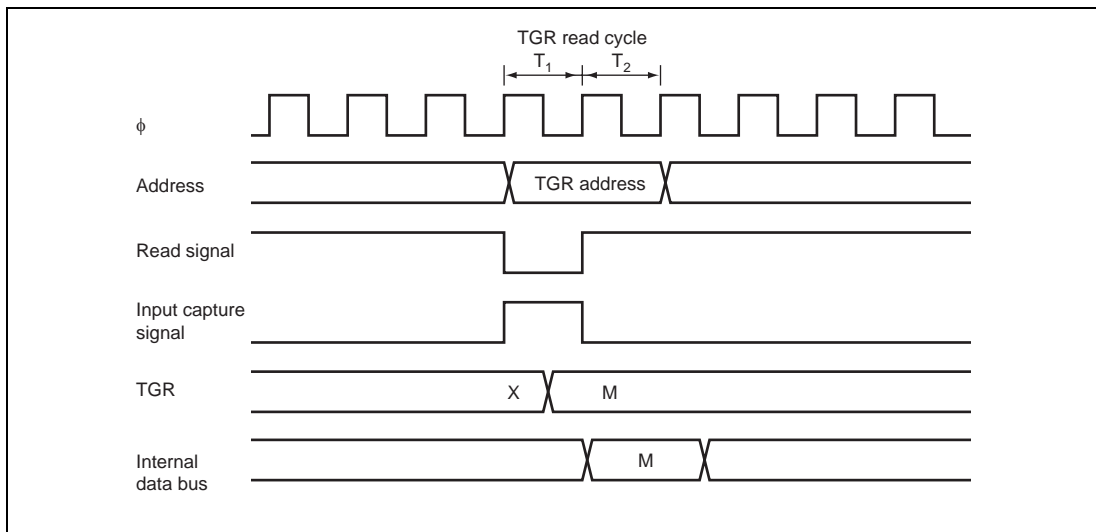 TGR read cycle
T1 T2
ϕ
Address
TGR address
Read signal
Input capture
signal
TGR
X M
Internal
data bus
M